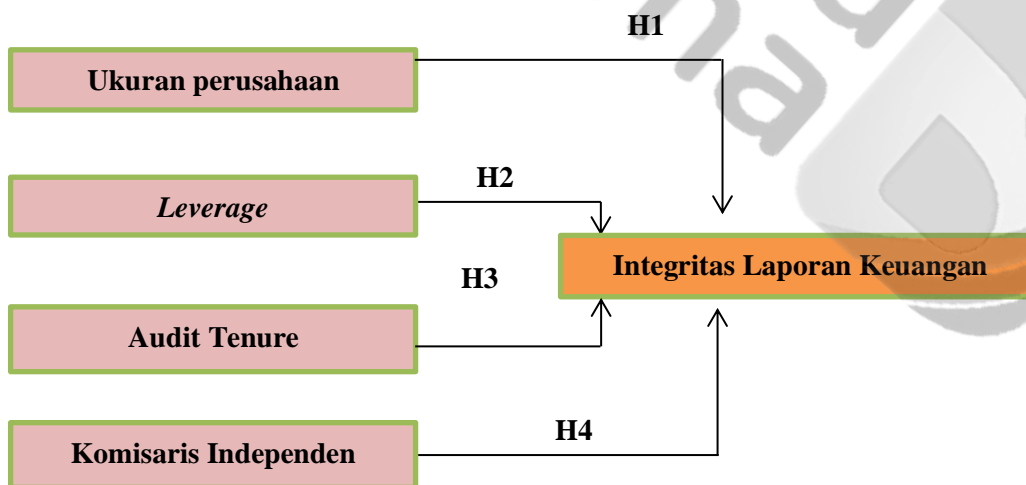 H1
Ukuran perusahaan
H2
Leverage
Integritas Laporan Keuangan
H3
Audit Tenure
H4
Komisaris Independen